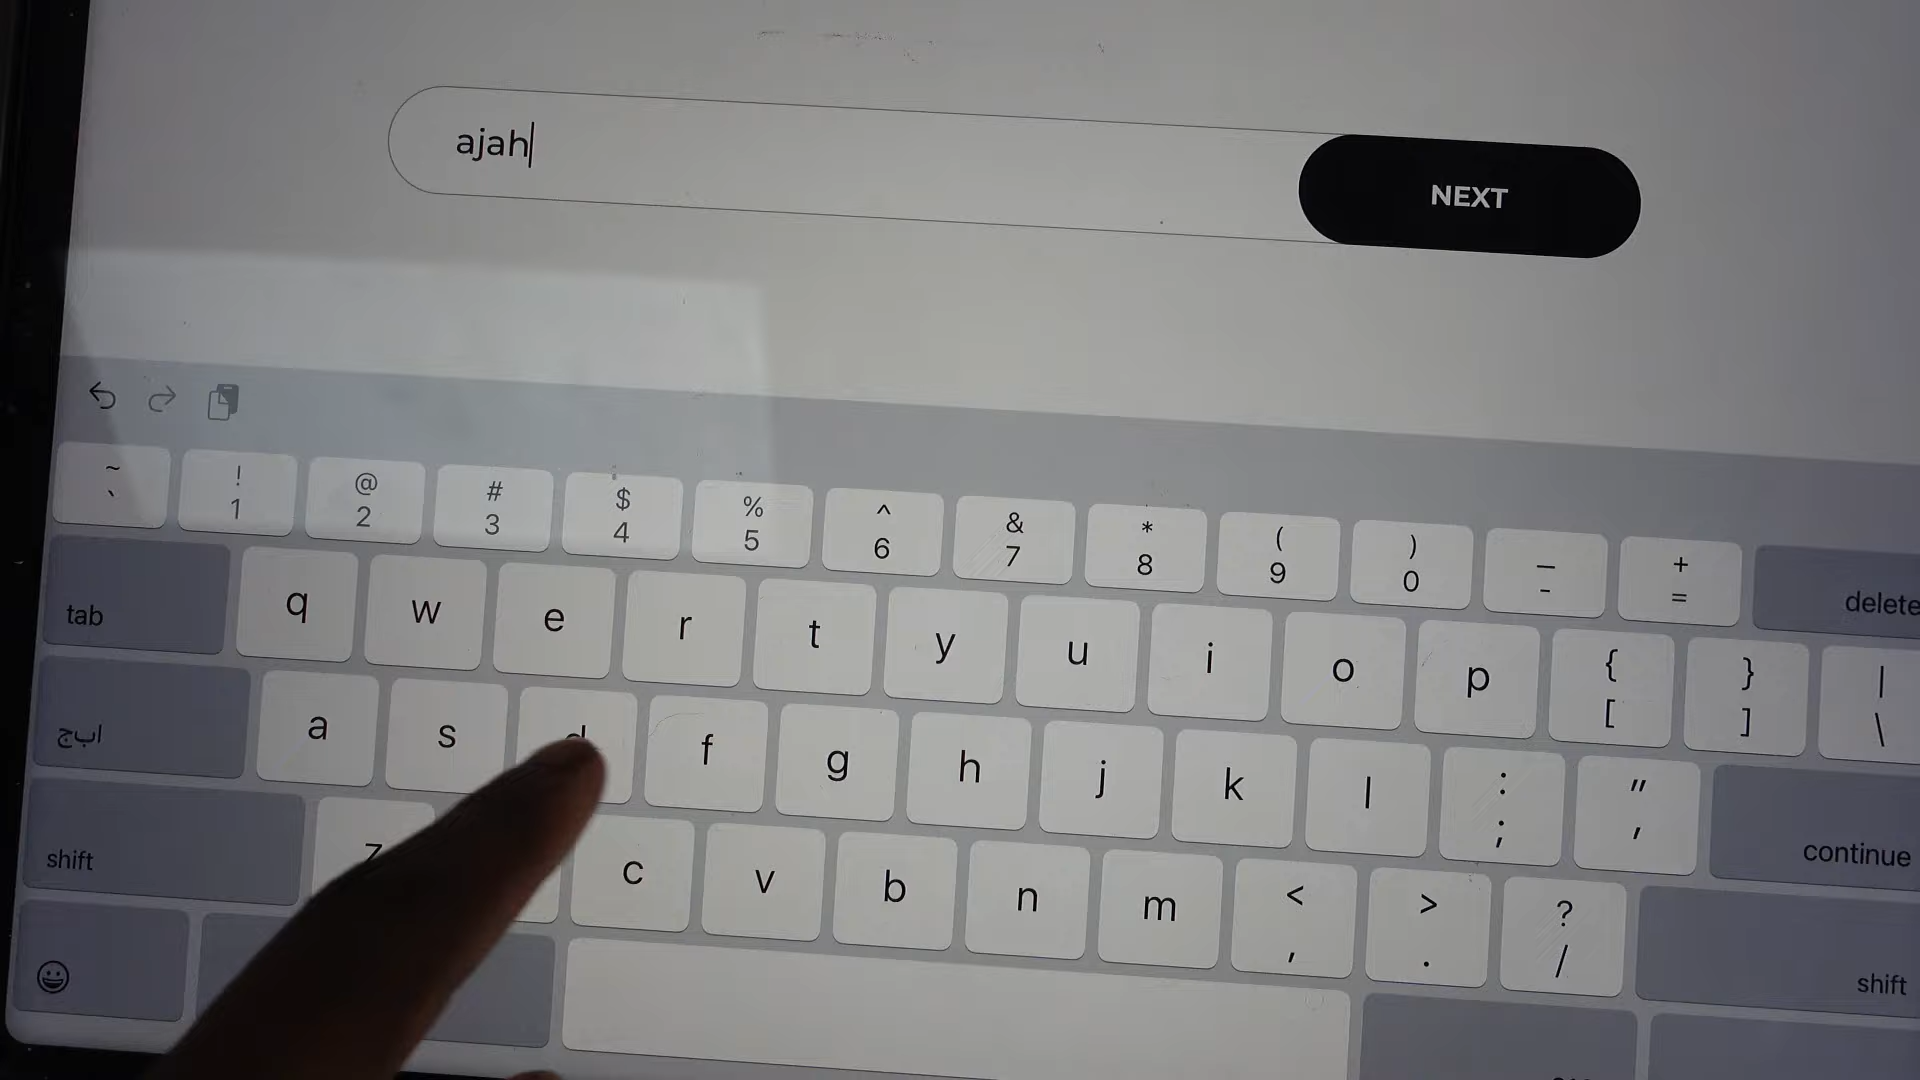 ajah
NEXT
~ ! @ # $ % ^ & * ( ) — +
` 1 2 3 4 5 6 7 8 9 0 - = delete
tab q w e r t y u i o p { [ } ] | \
ابج a s d f g h j k l : ; " ' continue
shift z c v b n m < , > . ? / shift